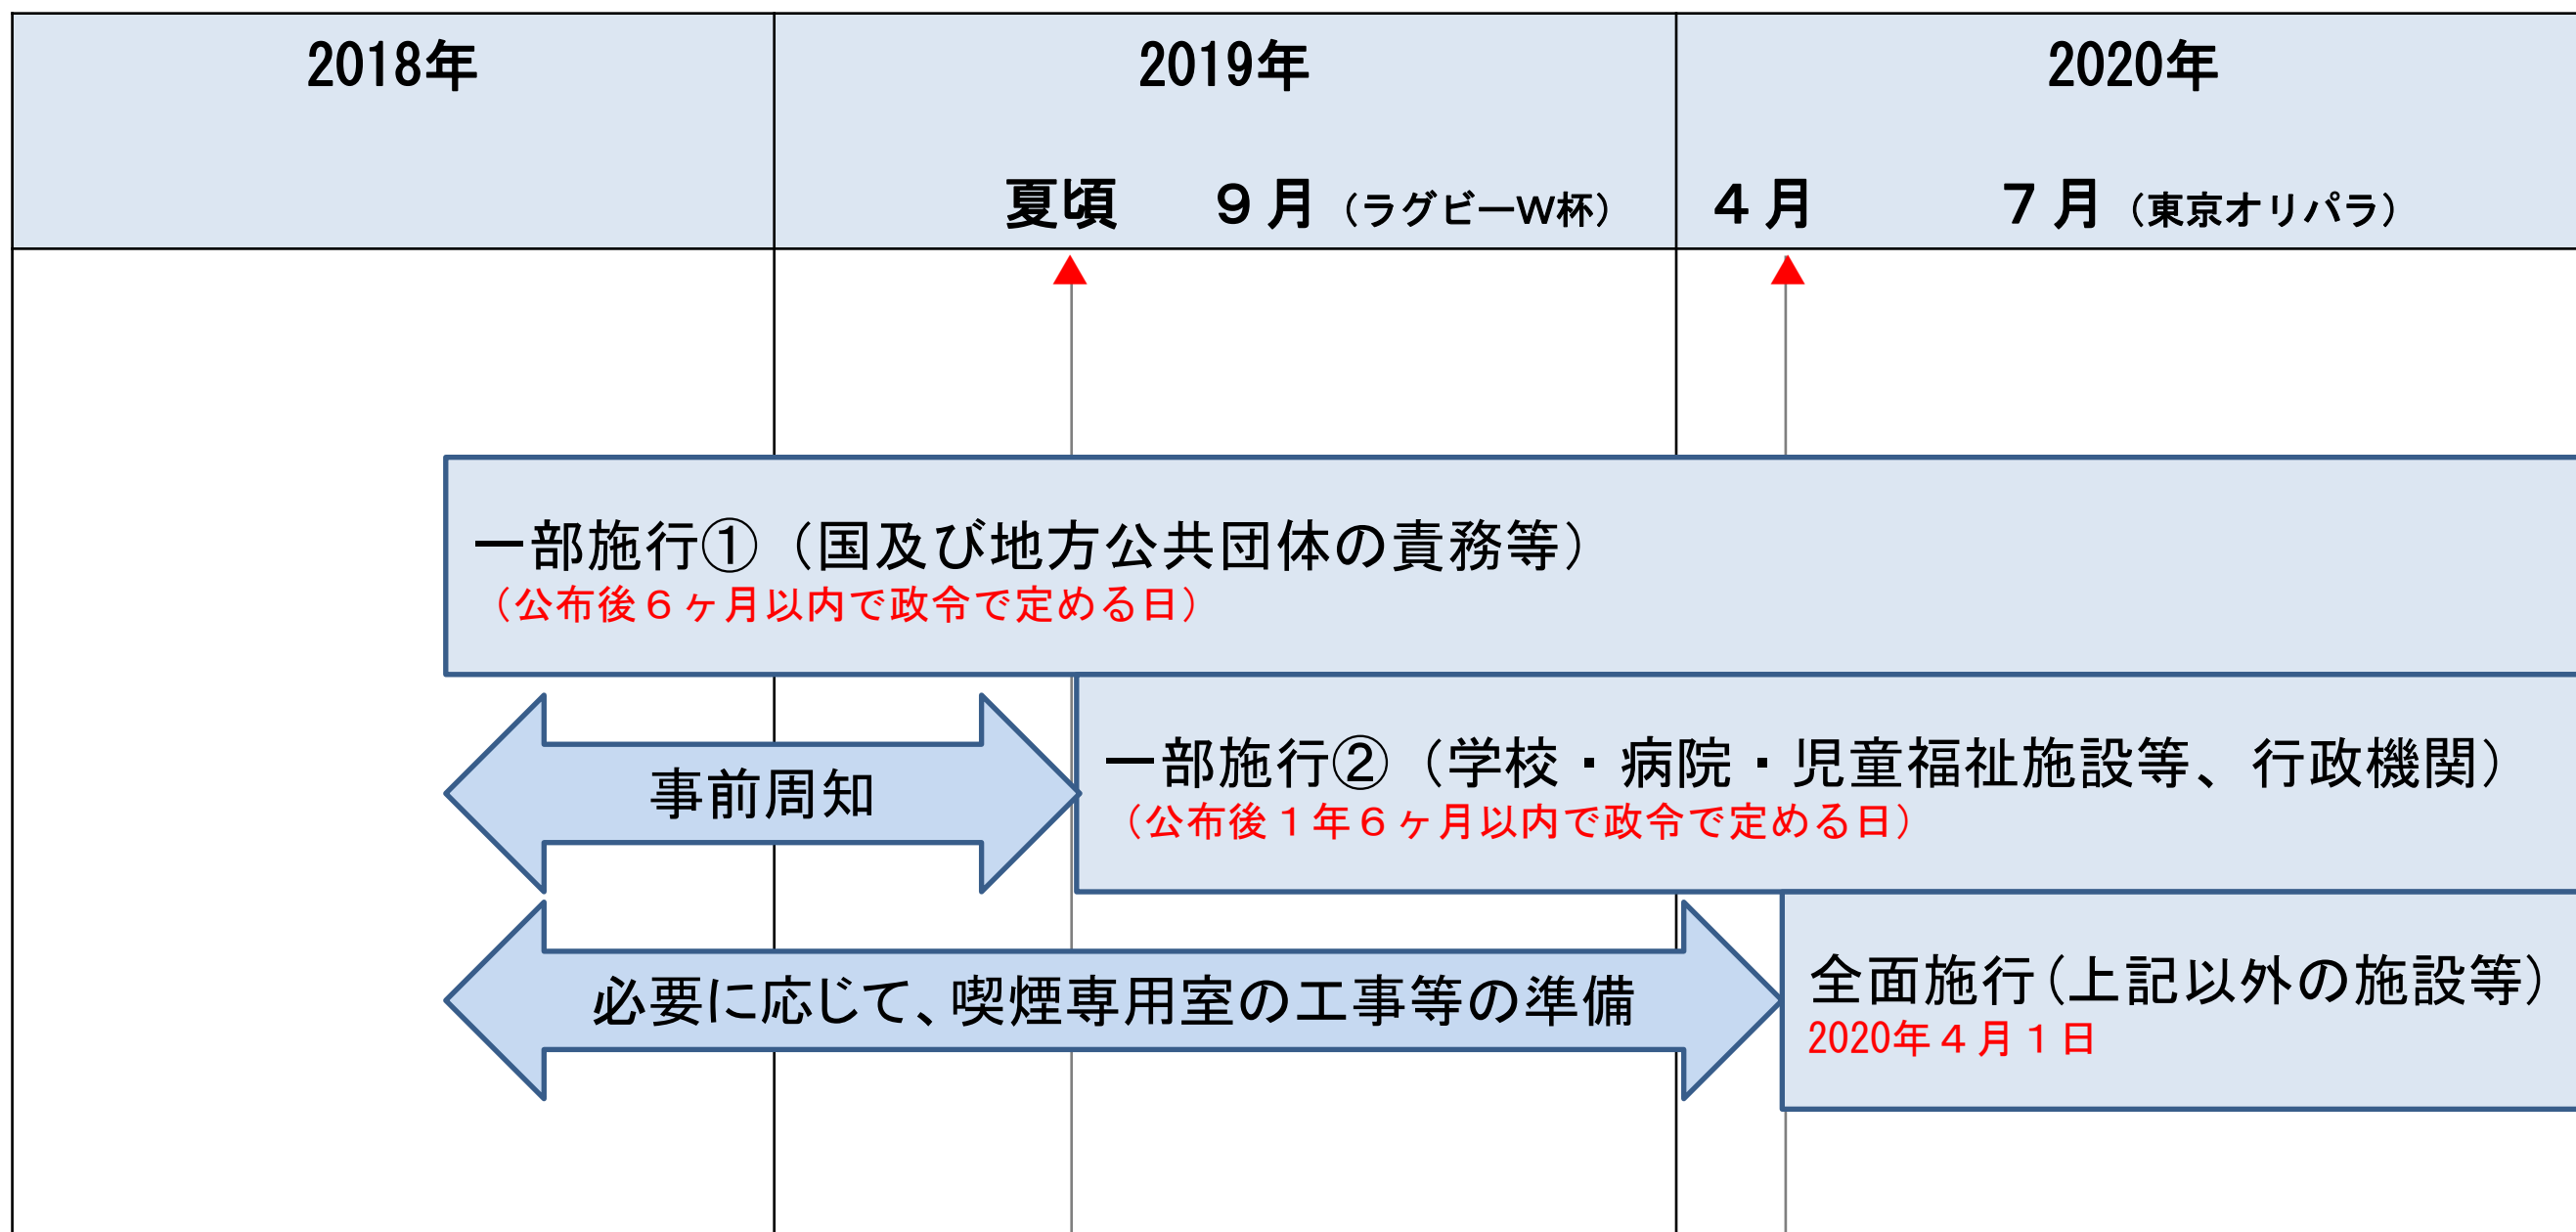 2018年
2019年
2020年
夏頃
９月（ラグビーW杯）
４月
７月（東京オリパラ）
一部施行①（国及び地方公共団体の責務等）
（公布後６ヶ月以内で政令で定める日）
事前周知
一部施行②（学校・病院・児童福祉施設等、行政機関）
（公布後１年６ヶ月以内で政令で定める日）
必要に応じて、喫煙専用室の工事等の準備
全面施行(上記以外の施設等)
2020年４月１日